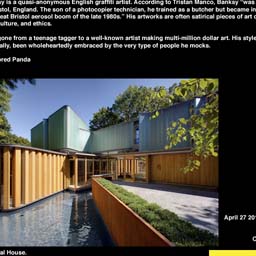 y is a quasi-anonymous English graffiti artist. According to Tristan Manco, Banksy "was
stol, England. The son of a photocopier technician, he trained as a butcher but became in
eat Bristol aerosol boom of the late 1980s." His artworks are often satirical pieces of art
ulture, and ethics.
gone from a teenage tagger to a well-known artist making multi-million dollar art. His style
ally, been wholeheartedly embraced by the very type of people he mocks.
ored Panda
April 27 20
C
al House.